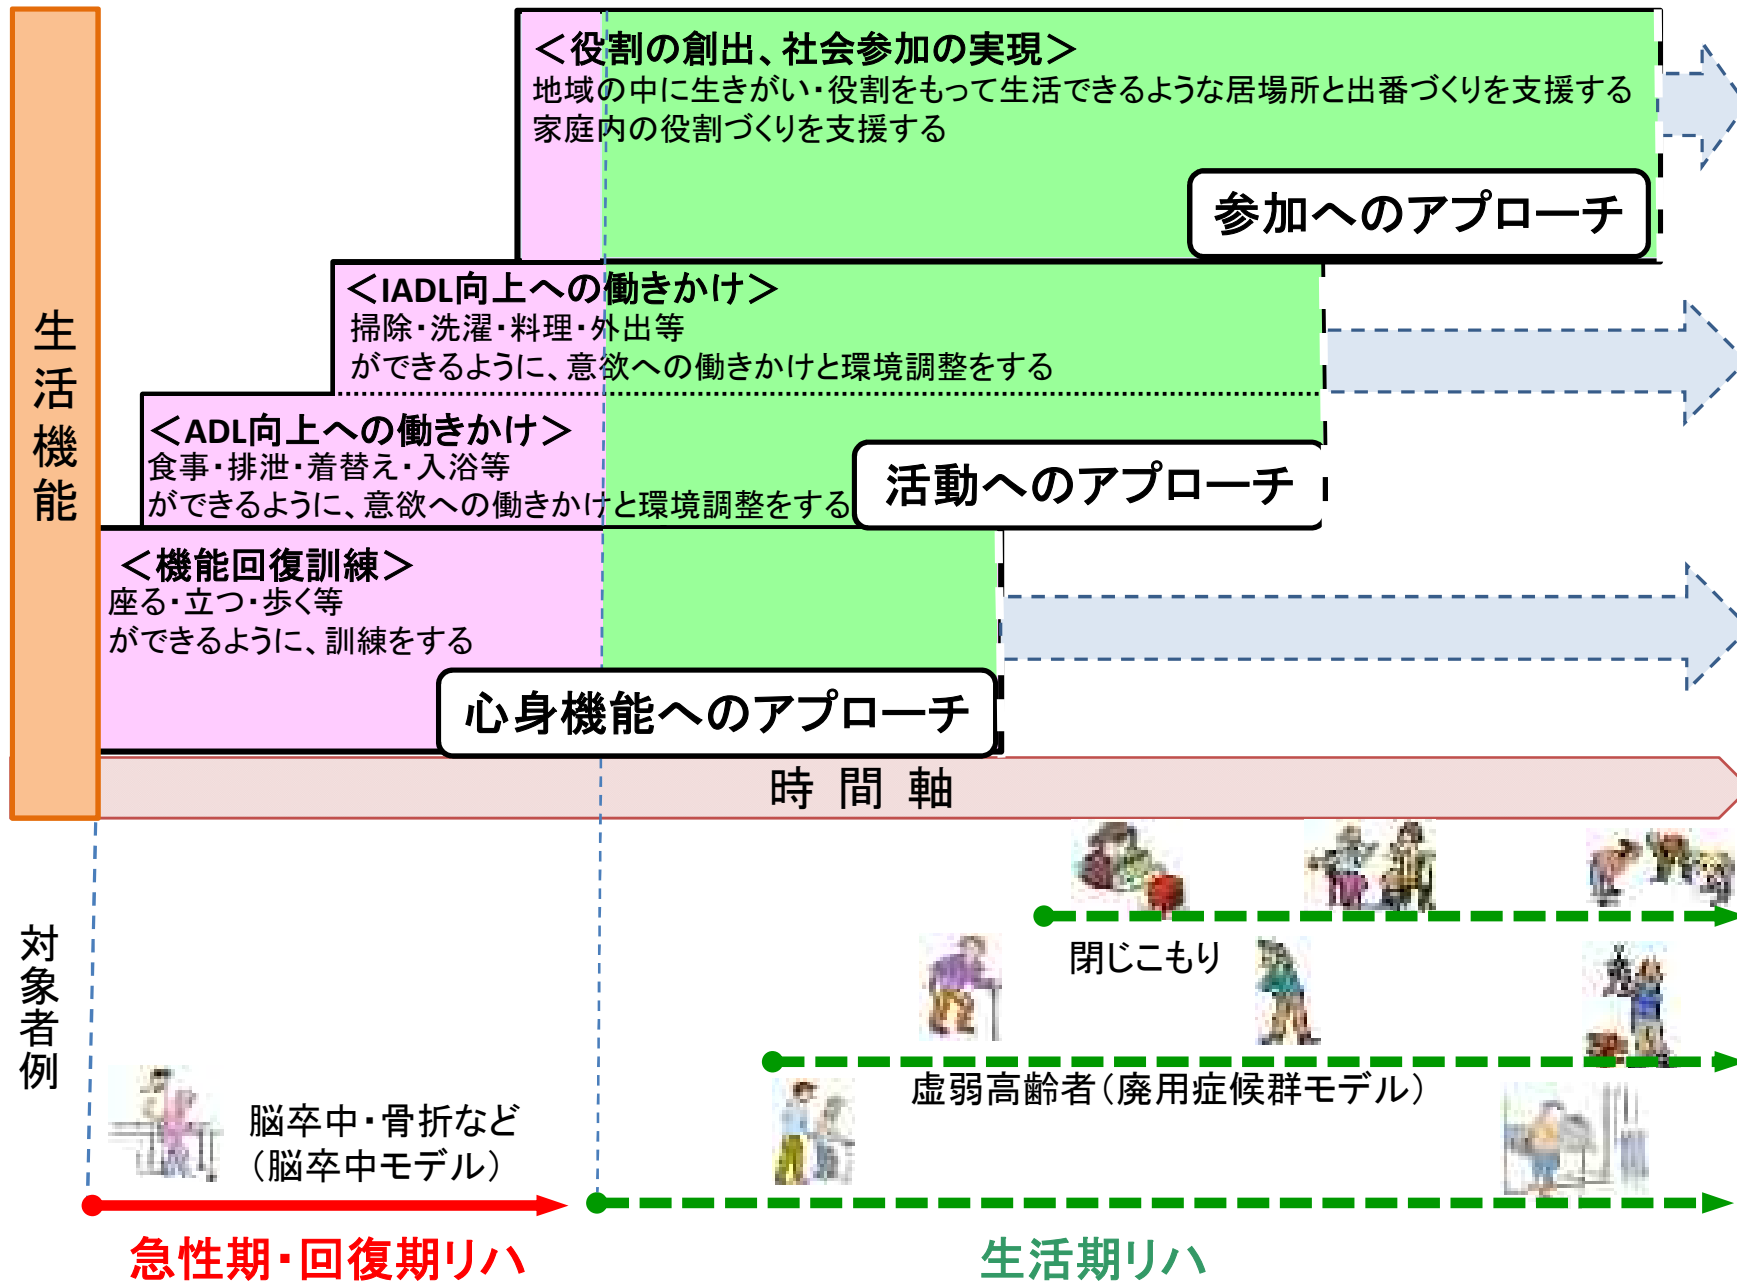 生活機能
＜役割の創出、社会参加の実現＞
地域の中に生きがい・役割をもって生活できるような居場所と出番づくりを支援する
家庭内の役割づくりを支援する
参加へのアプローチ
＜IADL向上への働きかけ＞
掃除・洗濯・料理・外出等
ができるように、意欲への働きかけと環境調整をする
＜ADL向上への働きかけ＞
食事・排泄・着替え・入浴等
ができるように、意欲への働きかけと環境調整をする
活動へのアプローチ
＜機能回復訓練＞
座る・立つ・歩く等
ができるように、訓練をする
心身機能へのアプローチ
時間軸
対象者例
閉じこもり
虚弱高齢者（廃用症候群モデル）
脳卒中・骨折など
（脳卒中モデル）
急性期・回復期リハ
生活期リハ